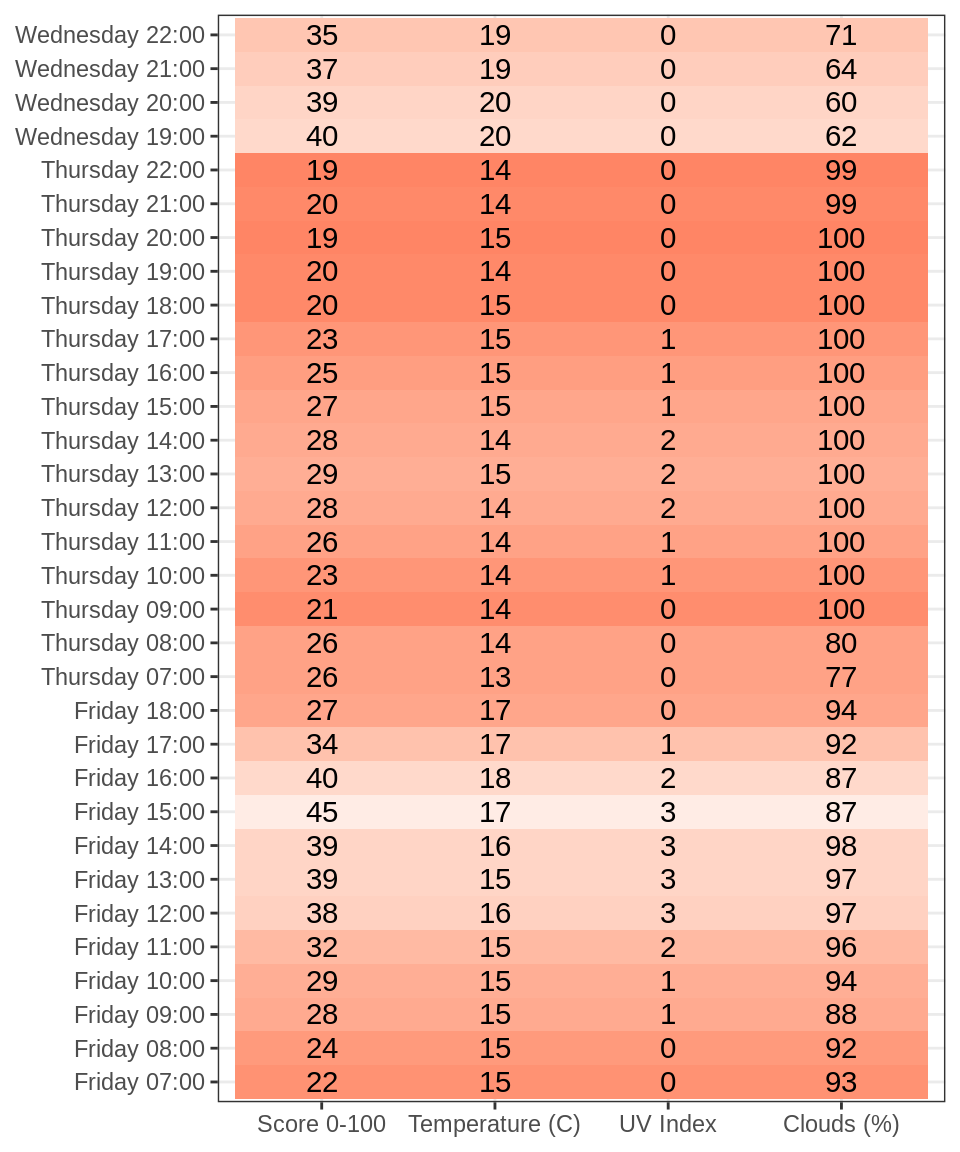 Wednesday 22:00 35 19 0 71
Wednesday 21:00 37 19 0 64
Wednesday 20:00 39 20 0 60
Wednesday 19:00 40 20 0 62
Thursday 22:00 19 14 0 99
Thursday 21:00 20 14 0 99
Thursday 20:00 19 15 0 100
Thursday 19:00 20 14 0 100
Thursday 18:00 20 15 0 100
Thursday 17:00 23 15 1 100
Thursday 16:00 25 15 1 100
Thursday 15:00 27 15 1 100
Thursday 14:00 28 14 2 100
Thursday 13:00 29 15 2 100
Thursday 12:00 28 14 2 100
Thursday 11:00 26 14 1 100
Thursday 10:00 23 14 1 100
Thursday 09:00 21 14 0 100
Thursday 08:00 26 14 0 80
Thursday 07:00 26 13 0 77
Friday 18:00 27 17 0 94
Friday 17:00 34 17 1 92
Friday 16:00 40 18 2 87
Friday 15:00 45 17 3 87
Friday 14:00 39 16 3 98
Friday 13:00 39 15 3 97
Friday 12:00 38 16 3 97
Friday 11:00 32 15 2 96
Friday 10:00 29 15 1 94
Friday 09:00 28 15 1 88
Friday 08:00 24 15 0 92
Friday 07:00 22 15 0 93
Score 0-100 Temperature (C) UV Index Clouds (%)